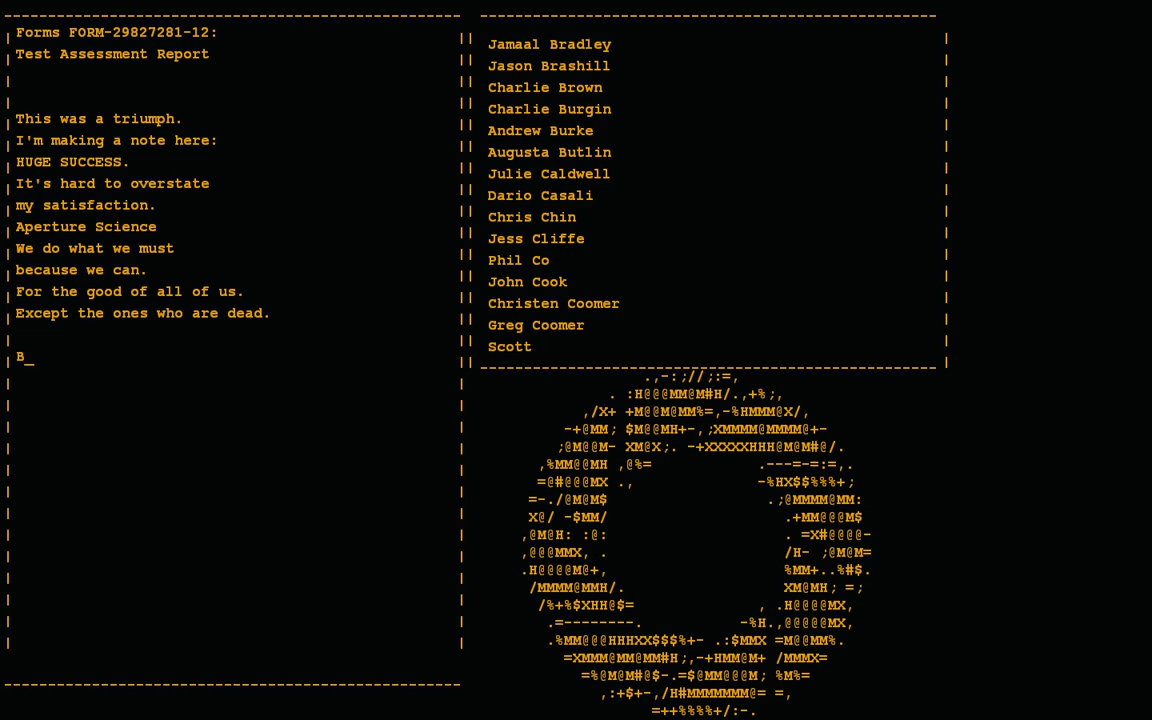 Forms FORM-29827281-12:
Test Assessment Report
This was a triumph.
I'm making a note here:
HUGE SUCCESS.
It's hard to overstate
my satisfaction.
Aperture Science
We do what we must
because we can.
For the good of all of us.
Except the ones who are dead.
B_
Jamaal Bradley
Jason Brashill
Charlie Brown
Charlie Burgin
Andrew Burke
Augusta Butlin
Julie Caldwell
Dario Casali
Chris Chin
Jess Cliffe
Phil Co
John Cook
Christen Coomer
Greg Coomer
Scott